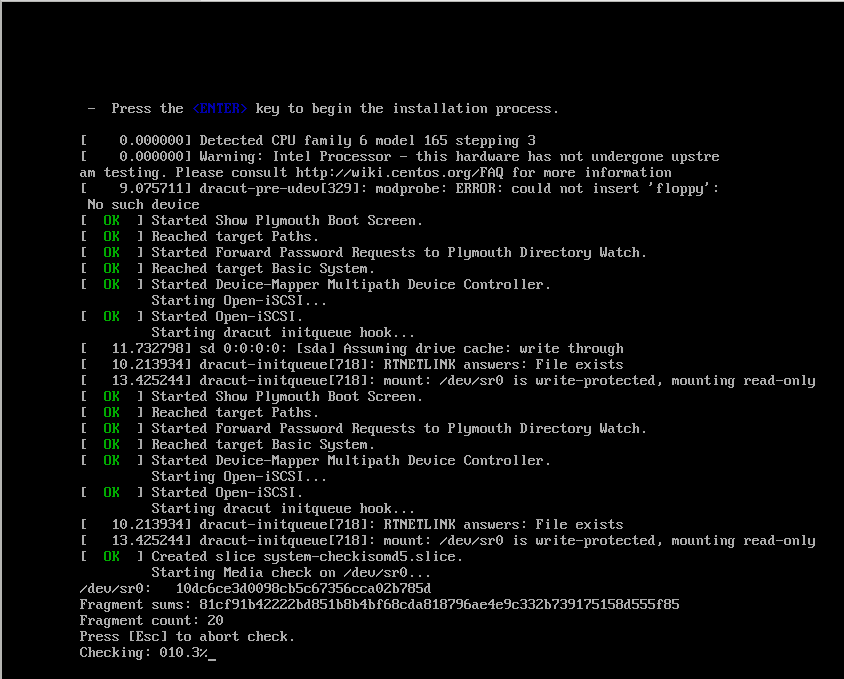 -  Press the <ENTER> key to begin the installation process.
[    0.000000] Detected CPU family 6 model 165 stepping 3
[    0.000000] Warning: Intel Processor - this hardware has not undergone upstre
am testing. Please consult http://wiki.centos.org/FAQ for more information
[    9.075711] dracut-pre-udev[329]: modprobe: ERROR: could not insert 'floppy':
 No such device
[  OK  ] Started Show Plymouth Boot Screen.
[  OK  ] Reached target Paths.
[  OK  ] Started Forward Password Requests to Plymouth Directory Watch.
[  OK  ] Reached target Basic System.
[  OK  ] Started Device-Mapper Multipath Device Controller.
         Starting Open-iSCSI...
[  OK  ] Started Open-iSCSI.
         Starting dracut initqueue hook...
[   11.732798] sd 0:0:0:0: [sda] Assuming drive cache: write through
[   10.213934] dracut-initqueue[718]: RTNETLINK answers: File exists
[   13.425244] dracut-initqueue[718]: mount: /dev/sr0 is write-protected, mounting read-only
[  OK  ] Started Show Plymouth Boot Screen.
[  OK  ] Reached target Paths.
[  OK  ] Started Forward Password Requests to Plymouth Directory Watch.
[  OK  ] Reached target Basic System.
[  OK  ] Started Device-Mapper Multipath Device Controller.
         Starting Open-iSCSI...
[  OK  ] Started Open-iSCSI.
         Starting dracut initqueue hook...
[   10.213934] dracut-initqueue[718]: RTNETLINK answers: File exists
[   13.425244] dracut-initqueue[718]: mount: /dev/sr0 is write-protected, mounting read-only
[  OK  ] Created slice system-checkisomd5.slice.
         Starting Media check on /dev/sr0...
/dev/sr0:   10dc6ce3d0098cb5c67356cca02b785d
Fragment sums: 81cf91b42222bd851b8b4bf68cda818796ae4e9c332b739175158d555f85
Fragment count: 20
Press [Esc] to abort check.
Checking: 010.3%_